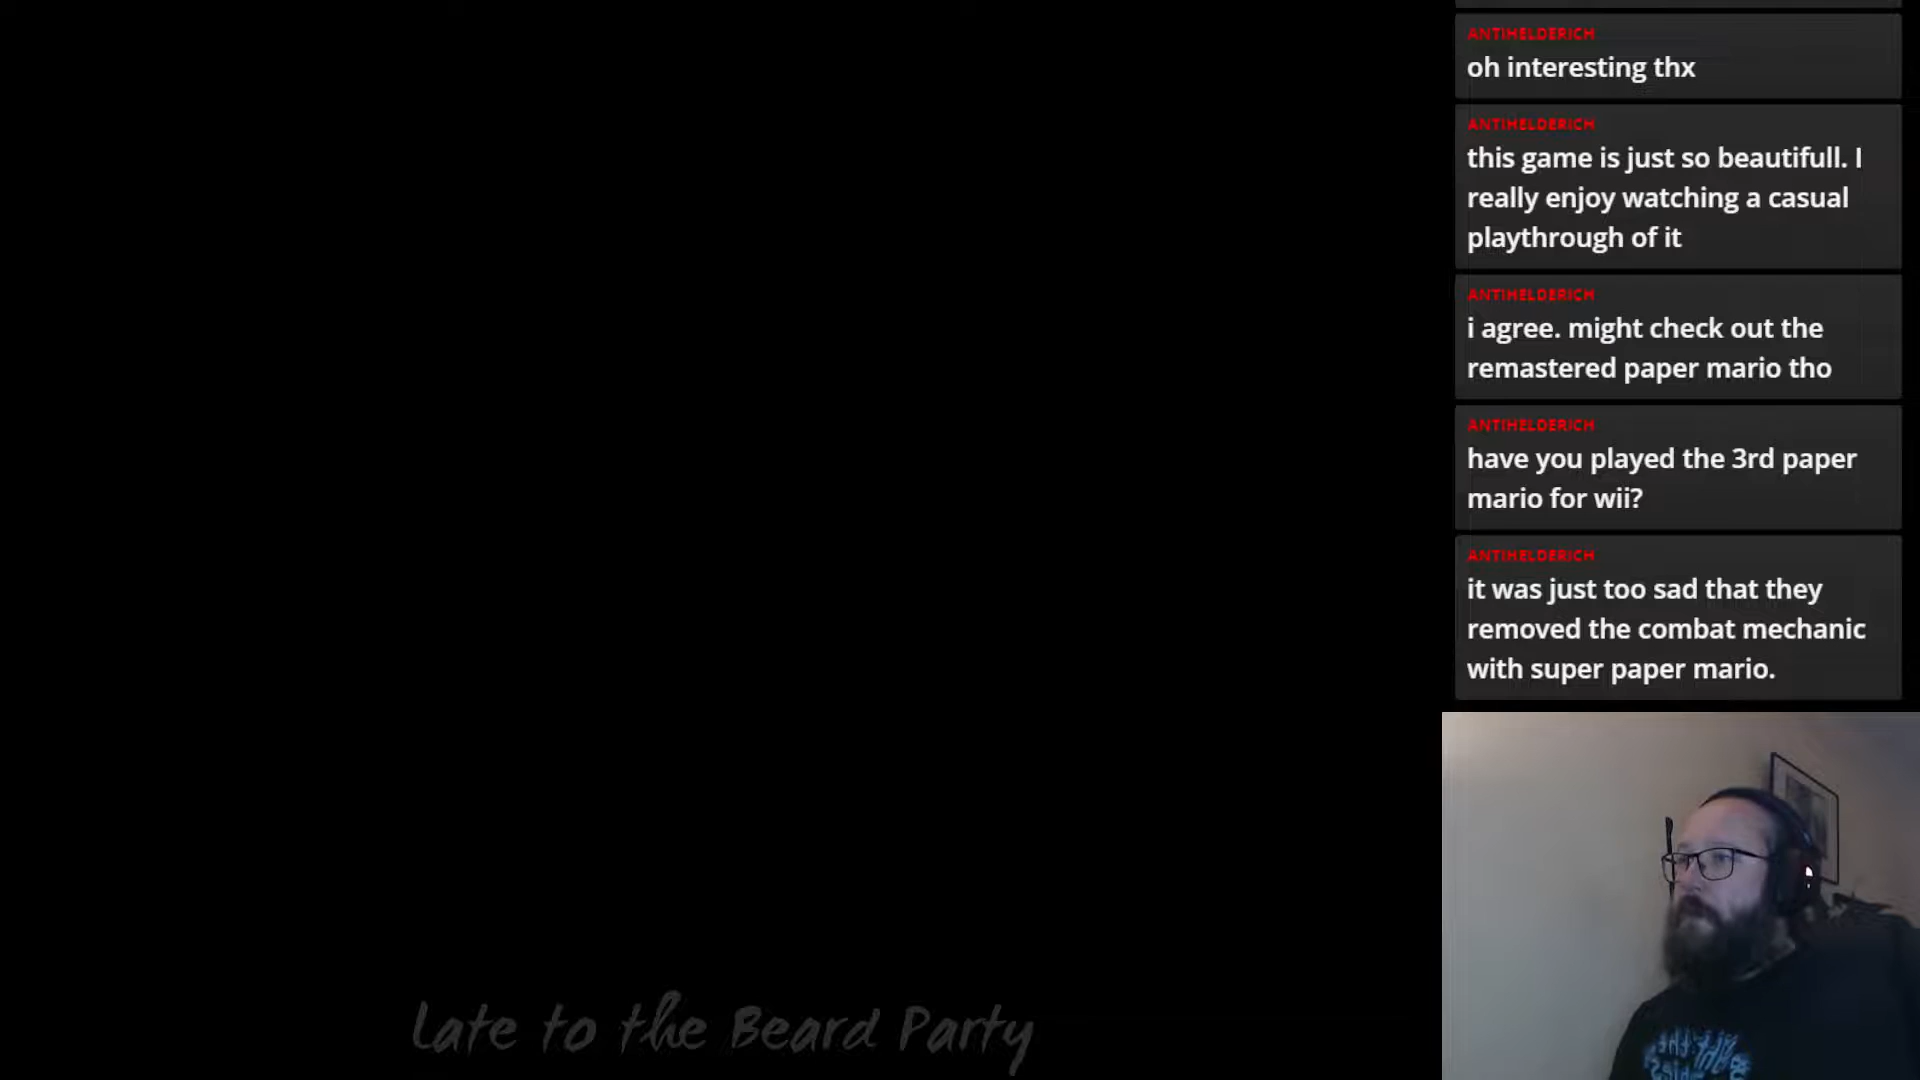 ANTIHELDERICH
oh interesting thx
ANTIHELDERICH
this game is just so beautifull. I
really enjoy watching a casual
playthrough of it
ANTIHELDERICH
i agree. might check out the
remastered paper mario tho
ANTIHELDERICH
have you played the 3rd paper
mario for wii?
ANTIHELDERICH
it was just too sad that they
removed the combat mechanic
with super paper mario.
Late to the Beard Party